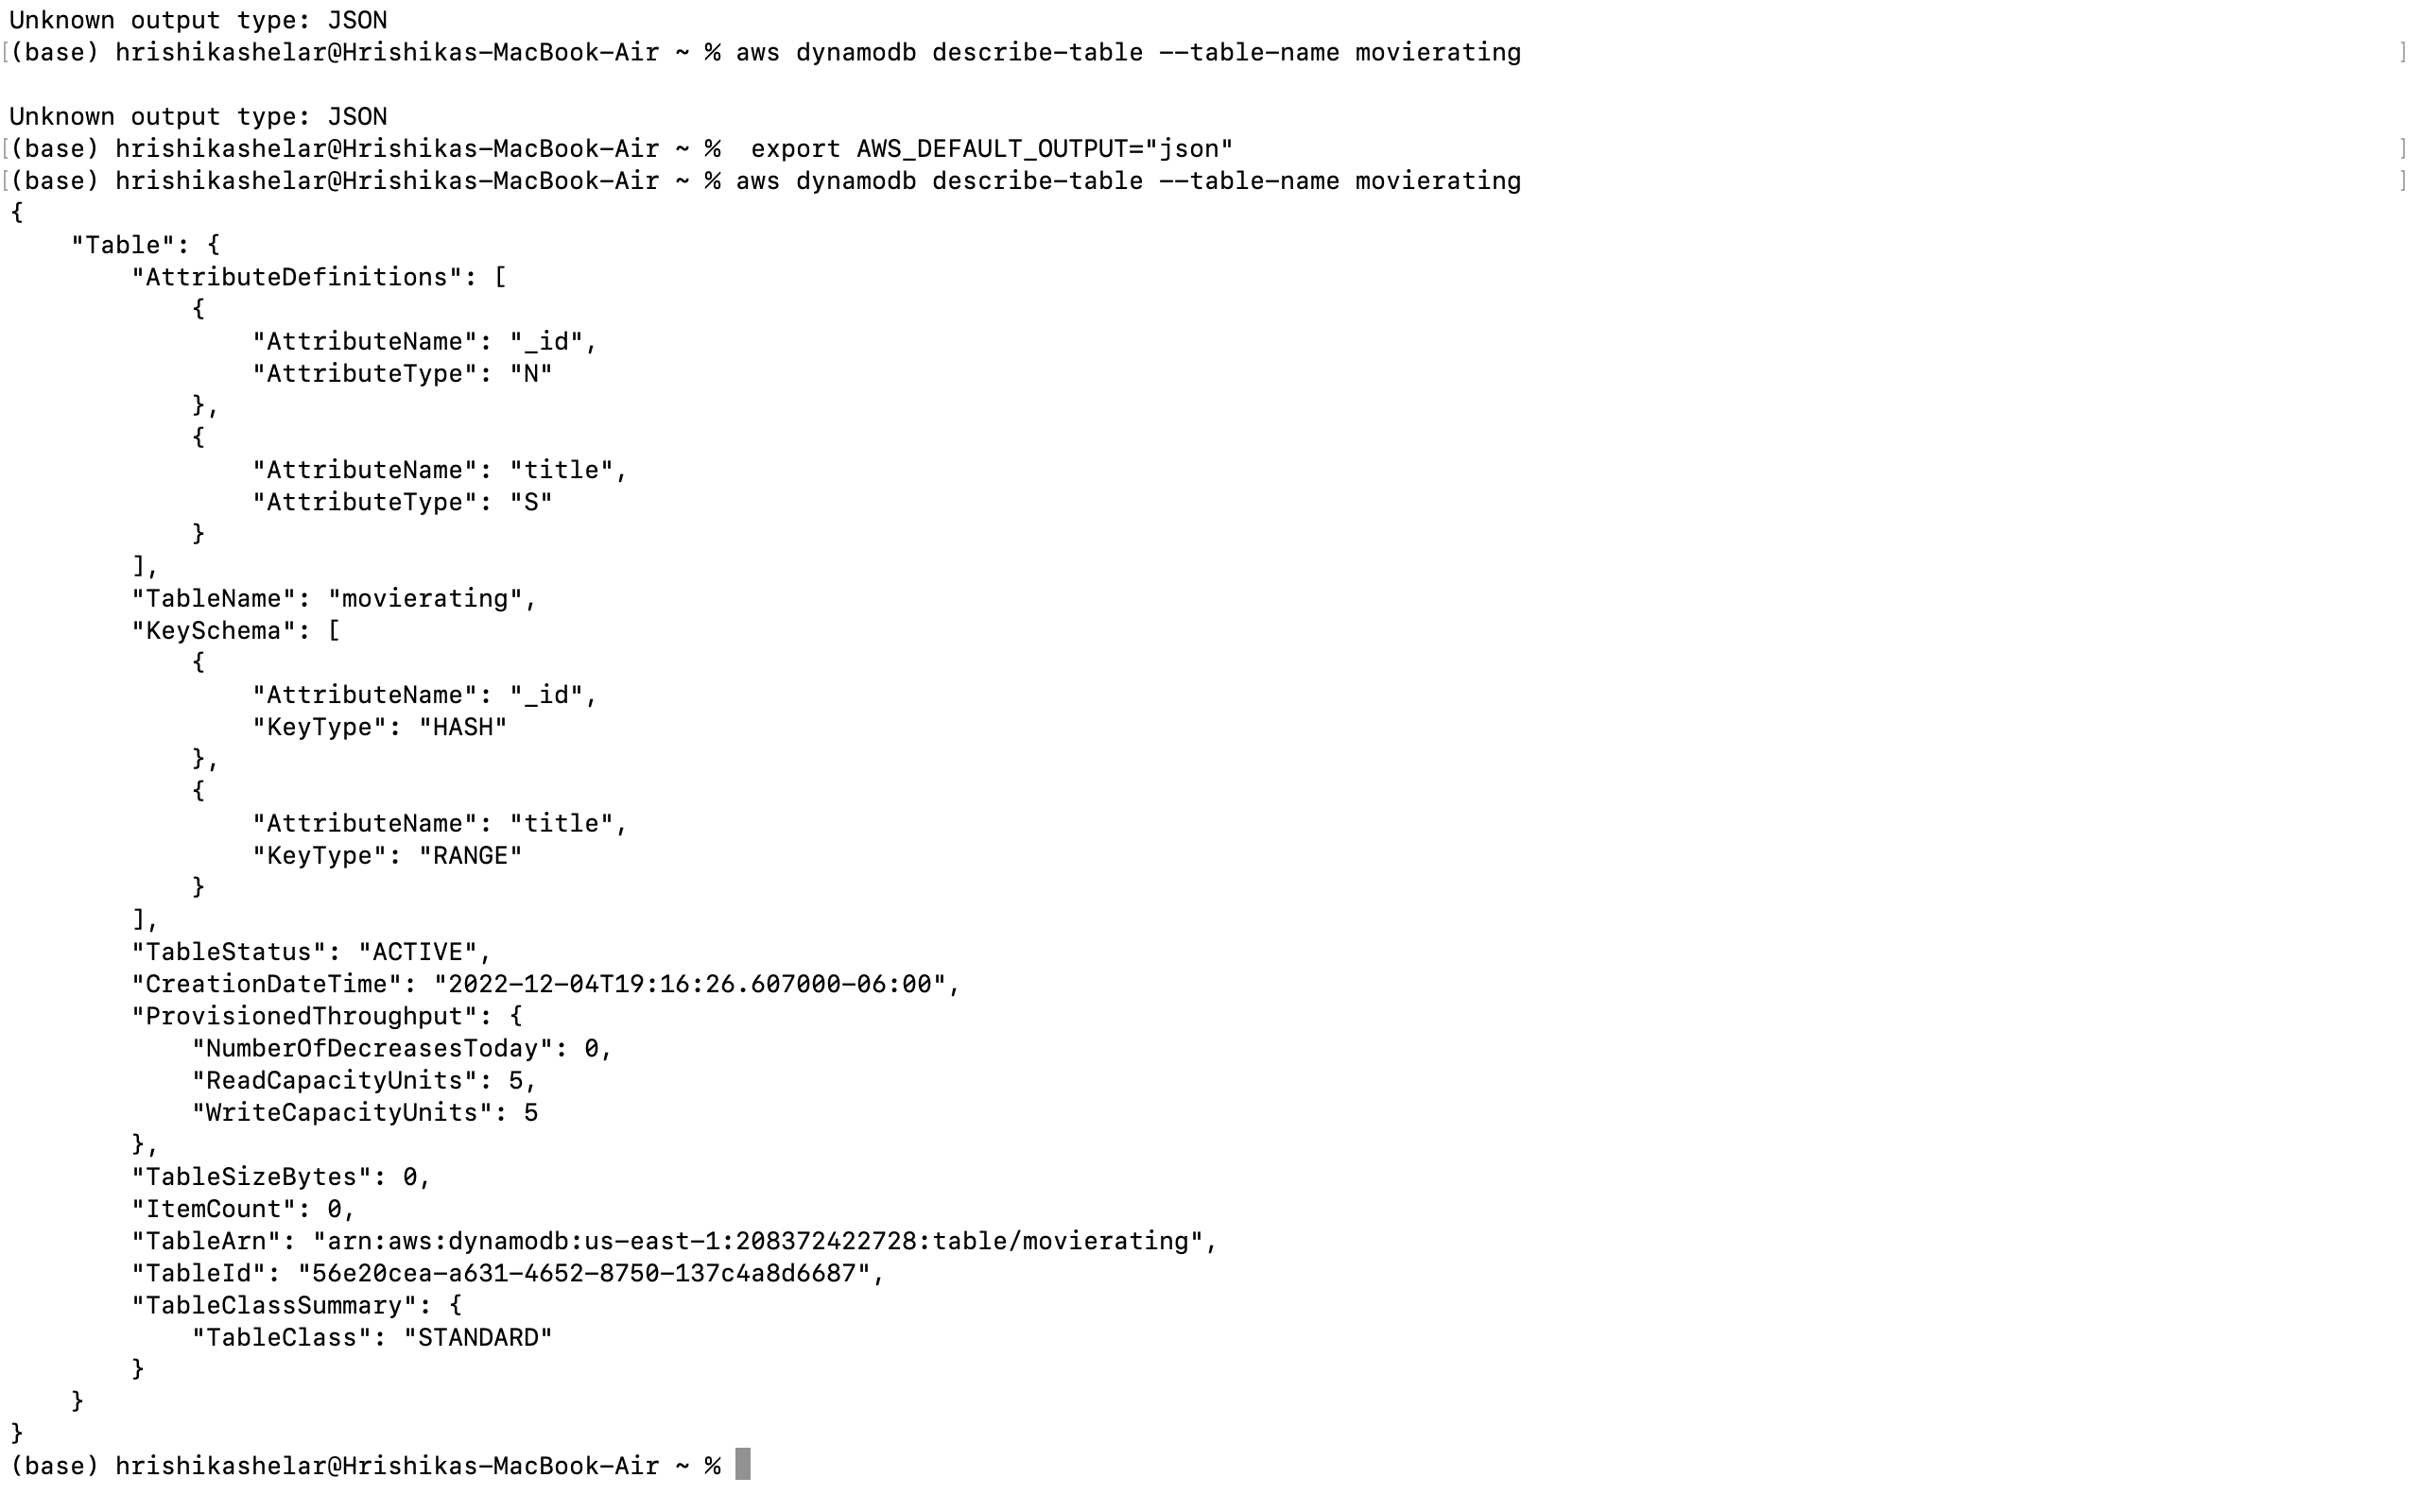 Unknown output type: JSON
[(base) hrishikashelar@Hrishikas-MacBook-Air ~ % aws dynamodb describe-table --table-name movierating ]
Unknown output type: JSON
[(base) hrishikashelar@Hrishikas-MacBook-Air ~ %  export AWS_DEFAULT_OUTPUT="json" ]
[(base) hrishikashelar@Hrishikas-MacBook-Air ~ % aws dynamodb describe-table --table-name movierating ]
{
    "Table": {
        "AttributeDefinitions": [
            {
                "AttributeName": "_id",
                "AttributeType": "N"
            },
            {
                "AttributeName": "title",
                "AttributeType": "S"
            }
        ],
        "TableName": "movierating",
        "KeySchema": [
            {
                "AttributeName": "_id",
                "KeyType": "HASH"
            },
            {
                "AttributeName": "title",
                "KeyType": "RANGE"
            }
        ],
        "TableStatus": "ACTIVE",
        "CreationDateTime": "2022-12-04T19:16:26.607000-06:00",
        "ProvisionedThroughput": {
            "NumberOfDecreasesToday": 0,
            "ReadCapacityUnits": 5,
            "WriteCapacityUnits": 5
        },
        "TableSizeBytes": 0,
        "ItemCount": 0,
        "TableArn": "arn:aws:dynamodb:us-east-1:208372422728:table/movierating",
        "TableId": "56e20cea-a631-4652-8750-137c4a8d6687",
        "TableClassSummary": {
            "TableClass": "STANDARD"
        }
    }
}
(base) hrishikashelar@Hrishikas-MacBook-Air ~ %